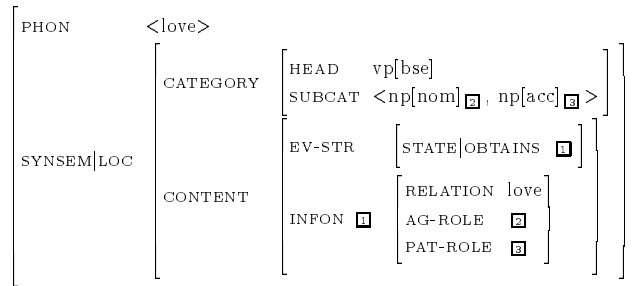 PHON <love>
HEAD vp[bse]
CATEGORY
SUBCAT <np[nom] 2 , np[acc] 3 >
EV-STR STATE|OBTAINS 1
SYNSEM|LOC
RELATION love
CONTENT
INFON 1 AG-ROLE 2
PAT-ROLE 3